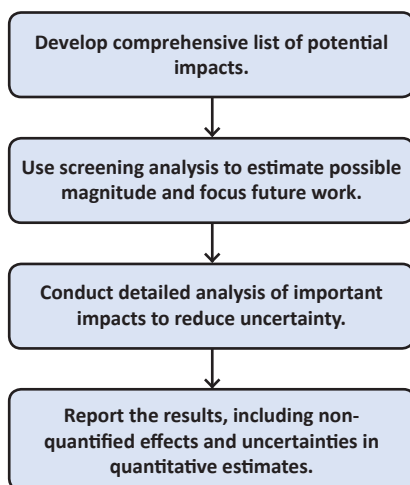 Develop comprehensive list of potential
impacts.
Use screening analysis to estimate possible
magnitude and focus future work.
Conduct detailed analysis of important
impacts to reduce uncertainty.
Report the results, including non-
quantified effects and uncertainties in
quantitative estimates.